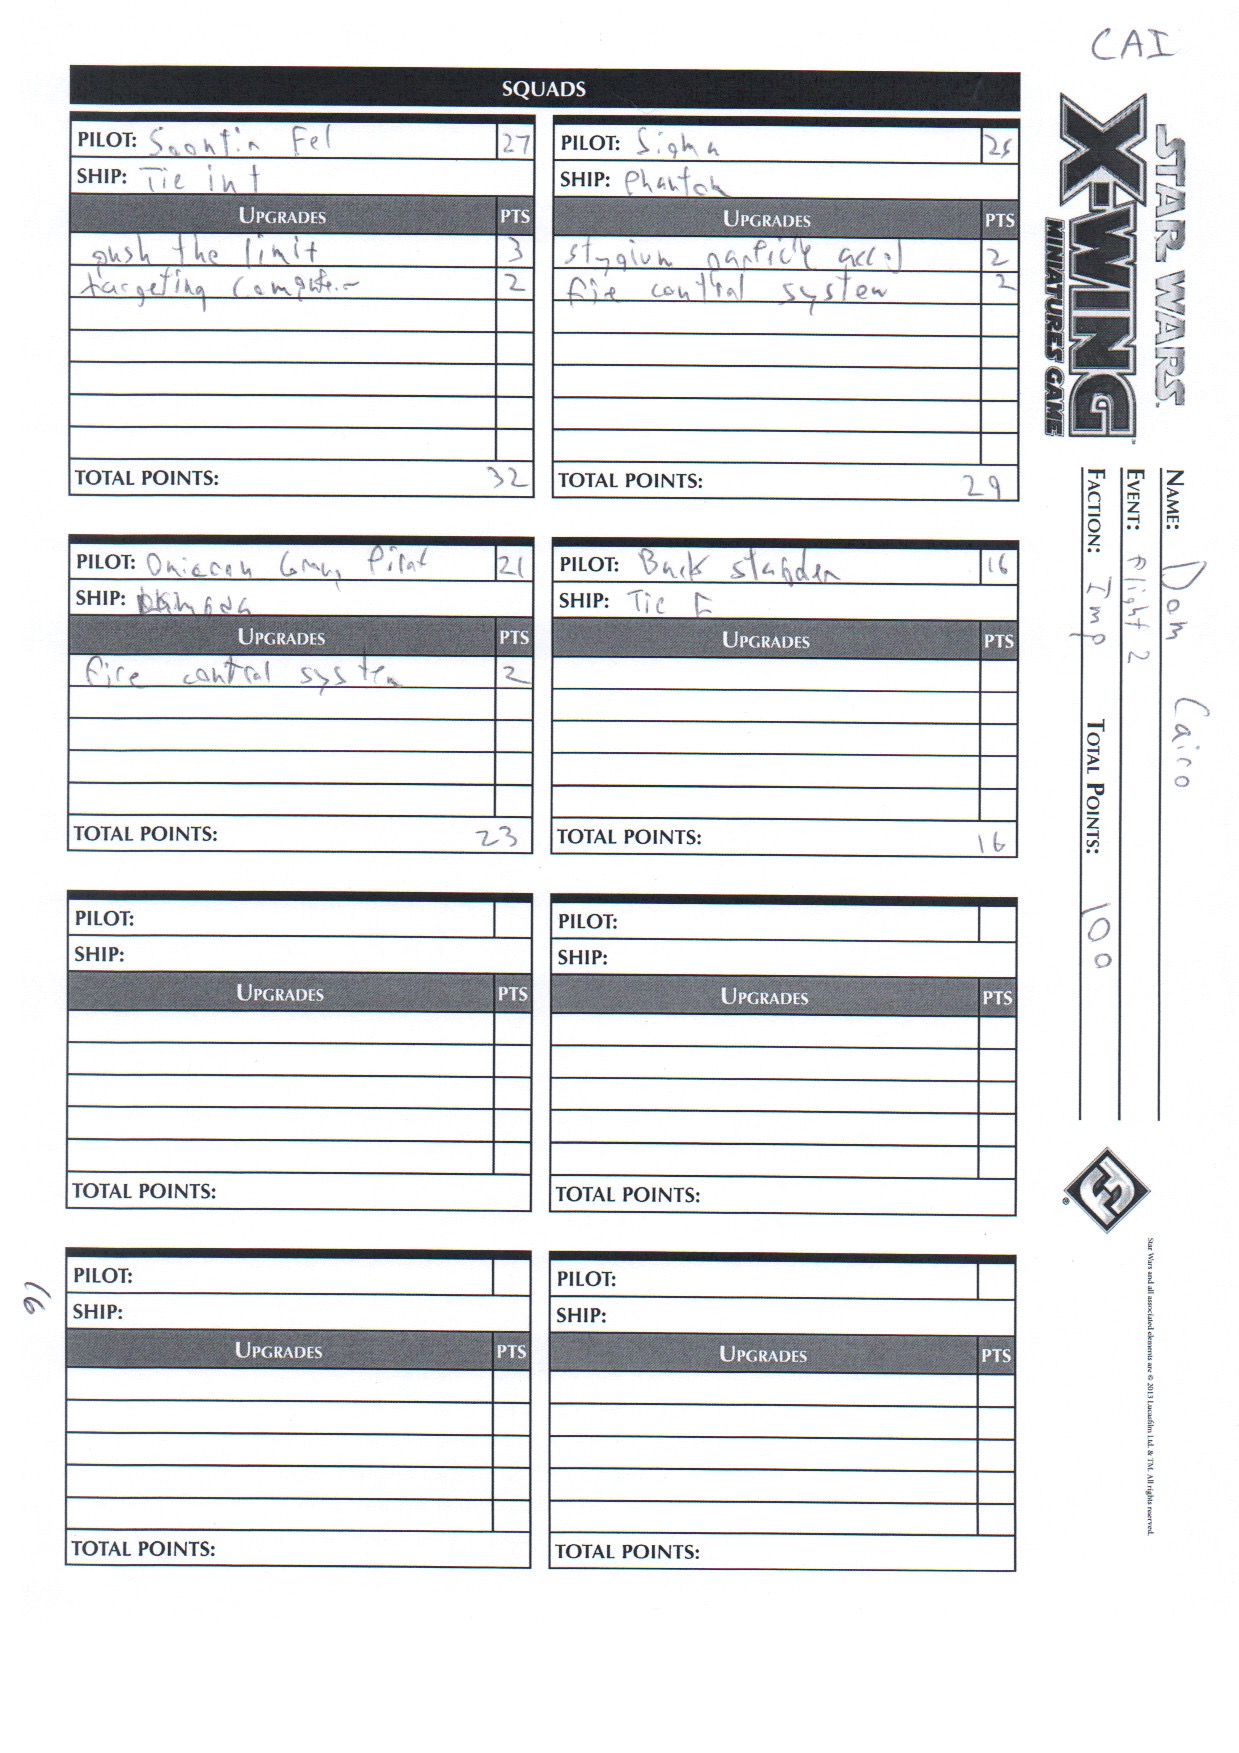 CAI
SQUADS
PILOT: Soontir Fel 27
SHIP: Tie int
UPGRADES PTS
push the limit 3
targeting computer 2
TOTAL POINTS: 32
PILOT: Sigma 25
SHIP: Phantom
UPGRADES PTS
stygium particle accel 2
fire control system 2
TOTAL POINTS: 29
PILOT: Omicron Group Pilot 21
SHIP:
UPGRADES PTS
fire control system 2
TOTAL POINTS: 23
PILOT: Back stabber 16
SHIP: Tie F
UPGRADES PTS
TOTAL POINTS: 16
PILOT:
SHIP:
UPGRADES PTS
TOTAL POINTS:
PILOT:
SHIP:
UPGRADES PTS
TOTAL POINTS:
PILOT:
SHIP:
UPGRADES PTS
TOTAL POINTS:
PILOT:
SHIP:
UPGRADES PTS
TOTAL POINTS:
STAR WARS
X-WING
MINIATURES GAME
NAME: Dom Cairo
EVENT: Flight 2
FACTION: Imp TOTAL POINTS: 100
Star Wars and all associated elements are © 2013 Lucasfilm Ltd. & TM. All rights reserved.